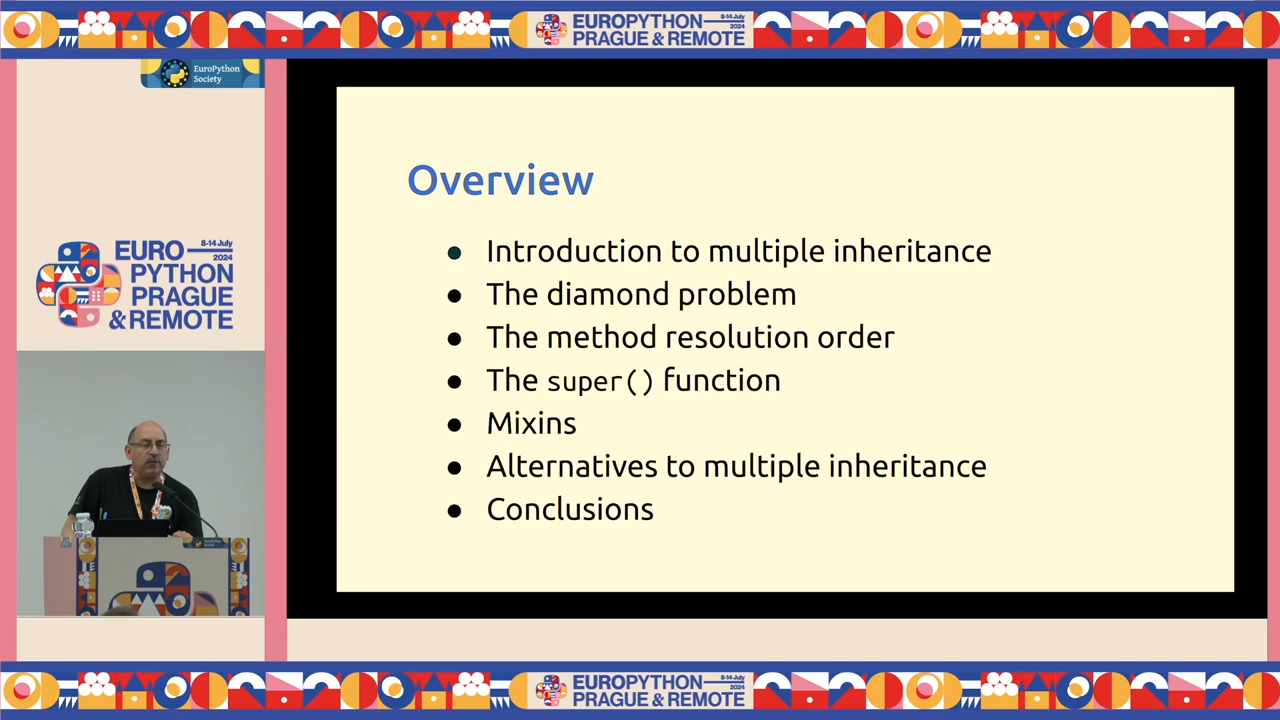 EUROPYTHON
8-14 July
2024
PRAGUE & REMOTE
EuroPython
Society
EURO
8-14 July
2024
PYTHON
PRAGUE
& REMOTE
Overview
● Introduction to multiple inheritance
● The diamond problem
● The method resolution order
● The super() function
● Mixins
● Alternatives to multiple inheritance
● Conclusions
EUROPYTHON
8-14 July
2024
PRAGUE & REMOTE